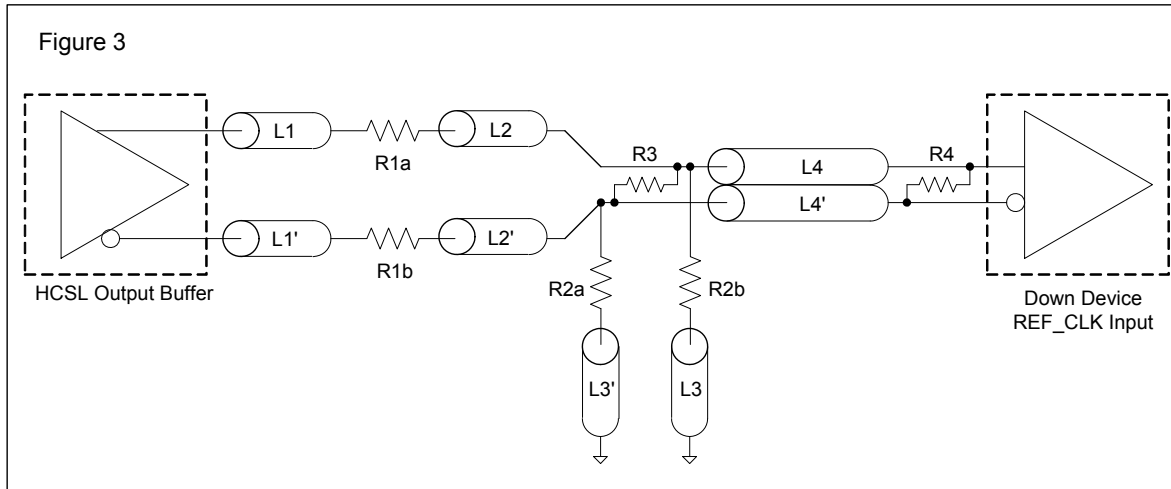 Figure 3
L1
R1a
L2
R3
L4
R4
L1'
R1b
L2'
L4'
HCSL Output Buffer
R2a
R2b
Down Device
REF_CLK Input
L3'
L3